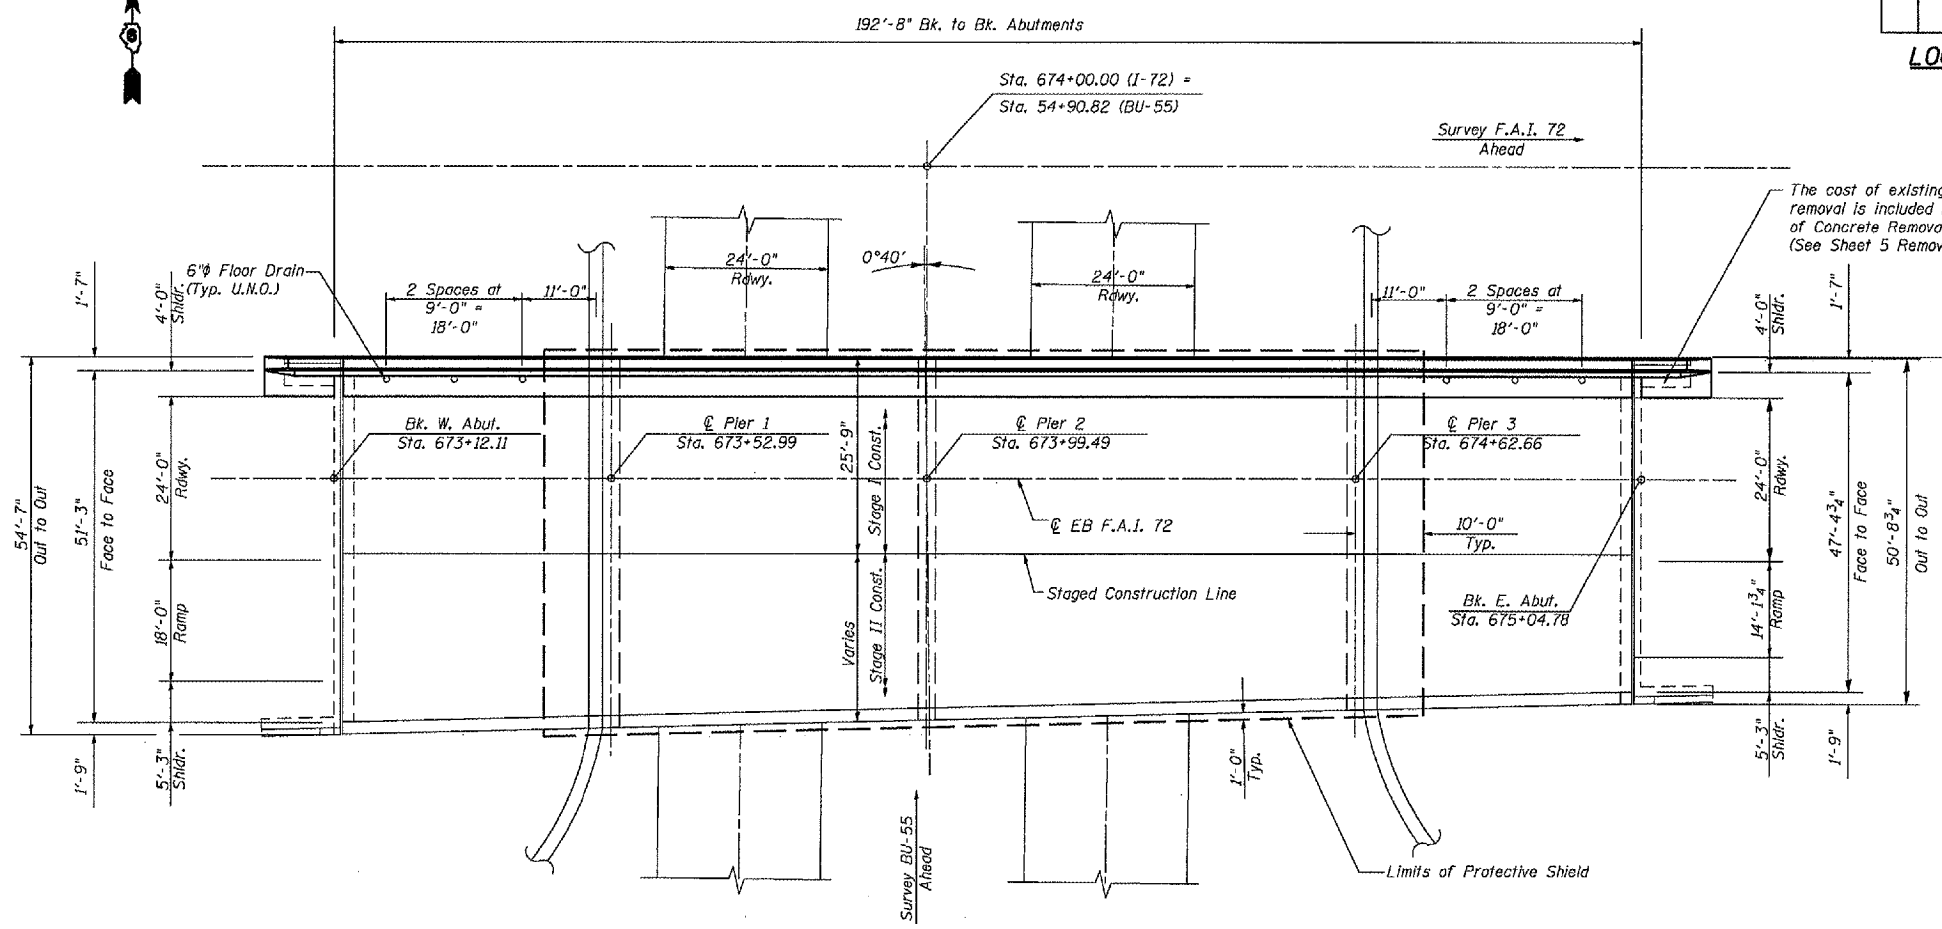 192'-8" Bk. to Bk. Abutments
Sta. 674+00.00 (I-72) =
Sta. 54+90.82 (BU-55)
Survey F.A.I. 72
Ahead
The cost of existing
removal is included
of Concrete Remova
(See Sheet 5 Remov
6"ϕ Floor Drain
(Typ. U.N.O.)
2 Spaces at
9'-0" =
18'-0"
11'-0"
24'-0"
Rdwy.
0°40'
24'-0"
Rdwy.
11'-0"
2 Spaces at
9'-0" =
18'-0"
1'-7"
4'-0"
Shldr.
4'-0"
Shldr.
1'-7"
Bk. W. Abut.
Sta. 673+12.11
℄ Pier 1
Sta. 673+52.99
℄ Pier 2
Sta. 673+99.49
℄ Pier 3
Sta. 674+62.66
25'-9"
Stage I Const.
54'-7"
Out to Out
51'-3"
Face to Face
24'-0"
Rdwy.
18'-0"
Ramp
℄ EB F.A.I. 72
10'-0"
Typ.
Staged Construction Line
Bk. E. Abut.
Sta. 675+04.78
Varies
Stage II Const.
24'-0"
Rdwy.
14'-1¾"
Ramp
47'-4¾"
Face to Face
50'-8¾"
Out to Out
1'-9"
5'-3"
Shldr.
1'-0"
Typ.
5'-3"
Shldr.
1'-9"
Survey BU-55
Ahead
Limits of Protective Shield